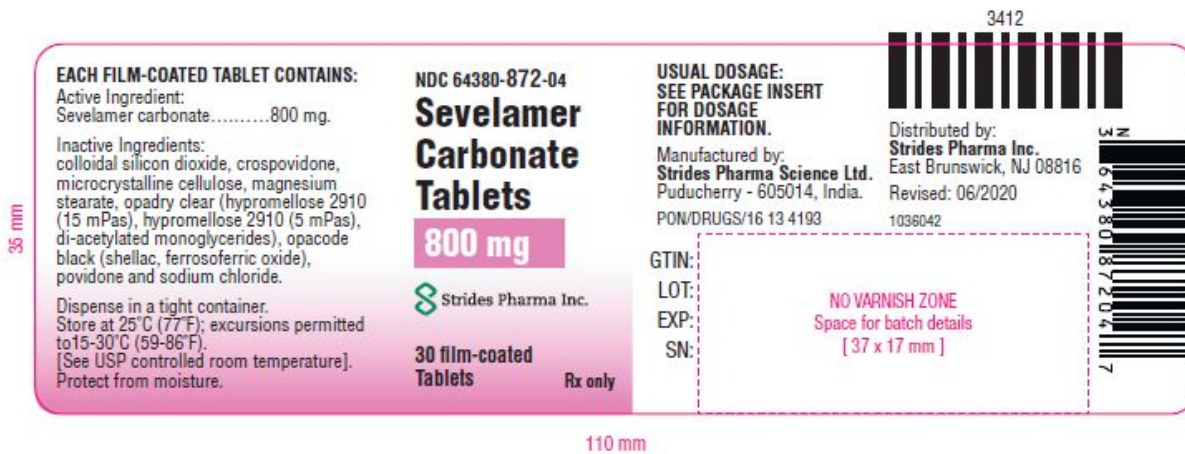 3412
EACH FILM-COATED TABLET CONTAINS:
Active Ingredient:
Sevelamer carbonate..........800 mg.
Inactive Ingredients:
colloidal silicon dioxide, crospovidone,
microcrystalline cellulose, magnesium
stearate, opadry clear (hypromellose 2910
(15 mPas), hypromellose 2910 (5 mPas),
di-acetylated monoglycerides), opacode
black (shellac, ferrosoferric oxide),
povidone and sodium chloride.
Dispense in a tight container.
Store at 25°C (77°F); excursions permitted
to15-30°C (59-86°F).
[See USP controlled room temperature].
Protect from moisture.
NDC 64380-872-04
Sevelamer
Carbonate
Tablets
800 mg
Strides Pharma Inc.
30 film-coated
Tablets
Rx only
USUAL DOSAGE:
SEE PACKAGE INSERT
FOR DOSAGE
INFORMATION.
Manufactured by:
Strides Pharma Science Ltd.
Puducherry - 605014, India.
PON/DRUGS/16 13 4193
Distributed by:
Strides Pharma Inc.
East Brunswick, NJ 08816
Revised: 06/2020
1036042
GTIN:
LOT:
EXP:
SN:
NO VARNISH ZONE
Space for batch details
[ 37 x 17 mm ]
N
3 64380 87204 7
35 mm
110 mm